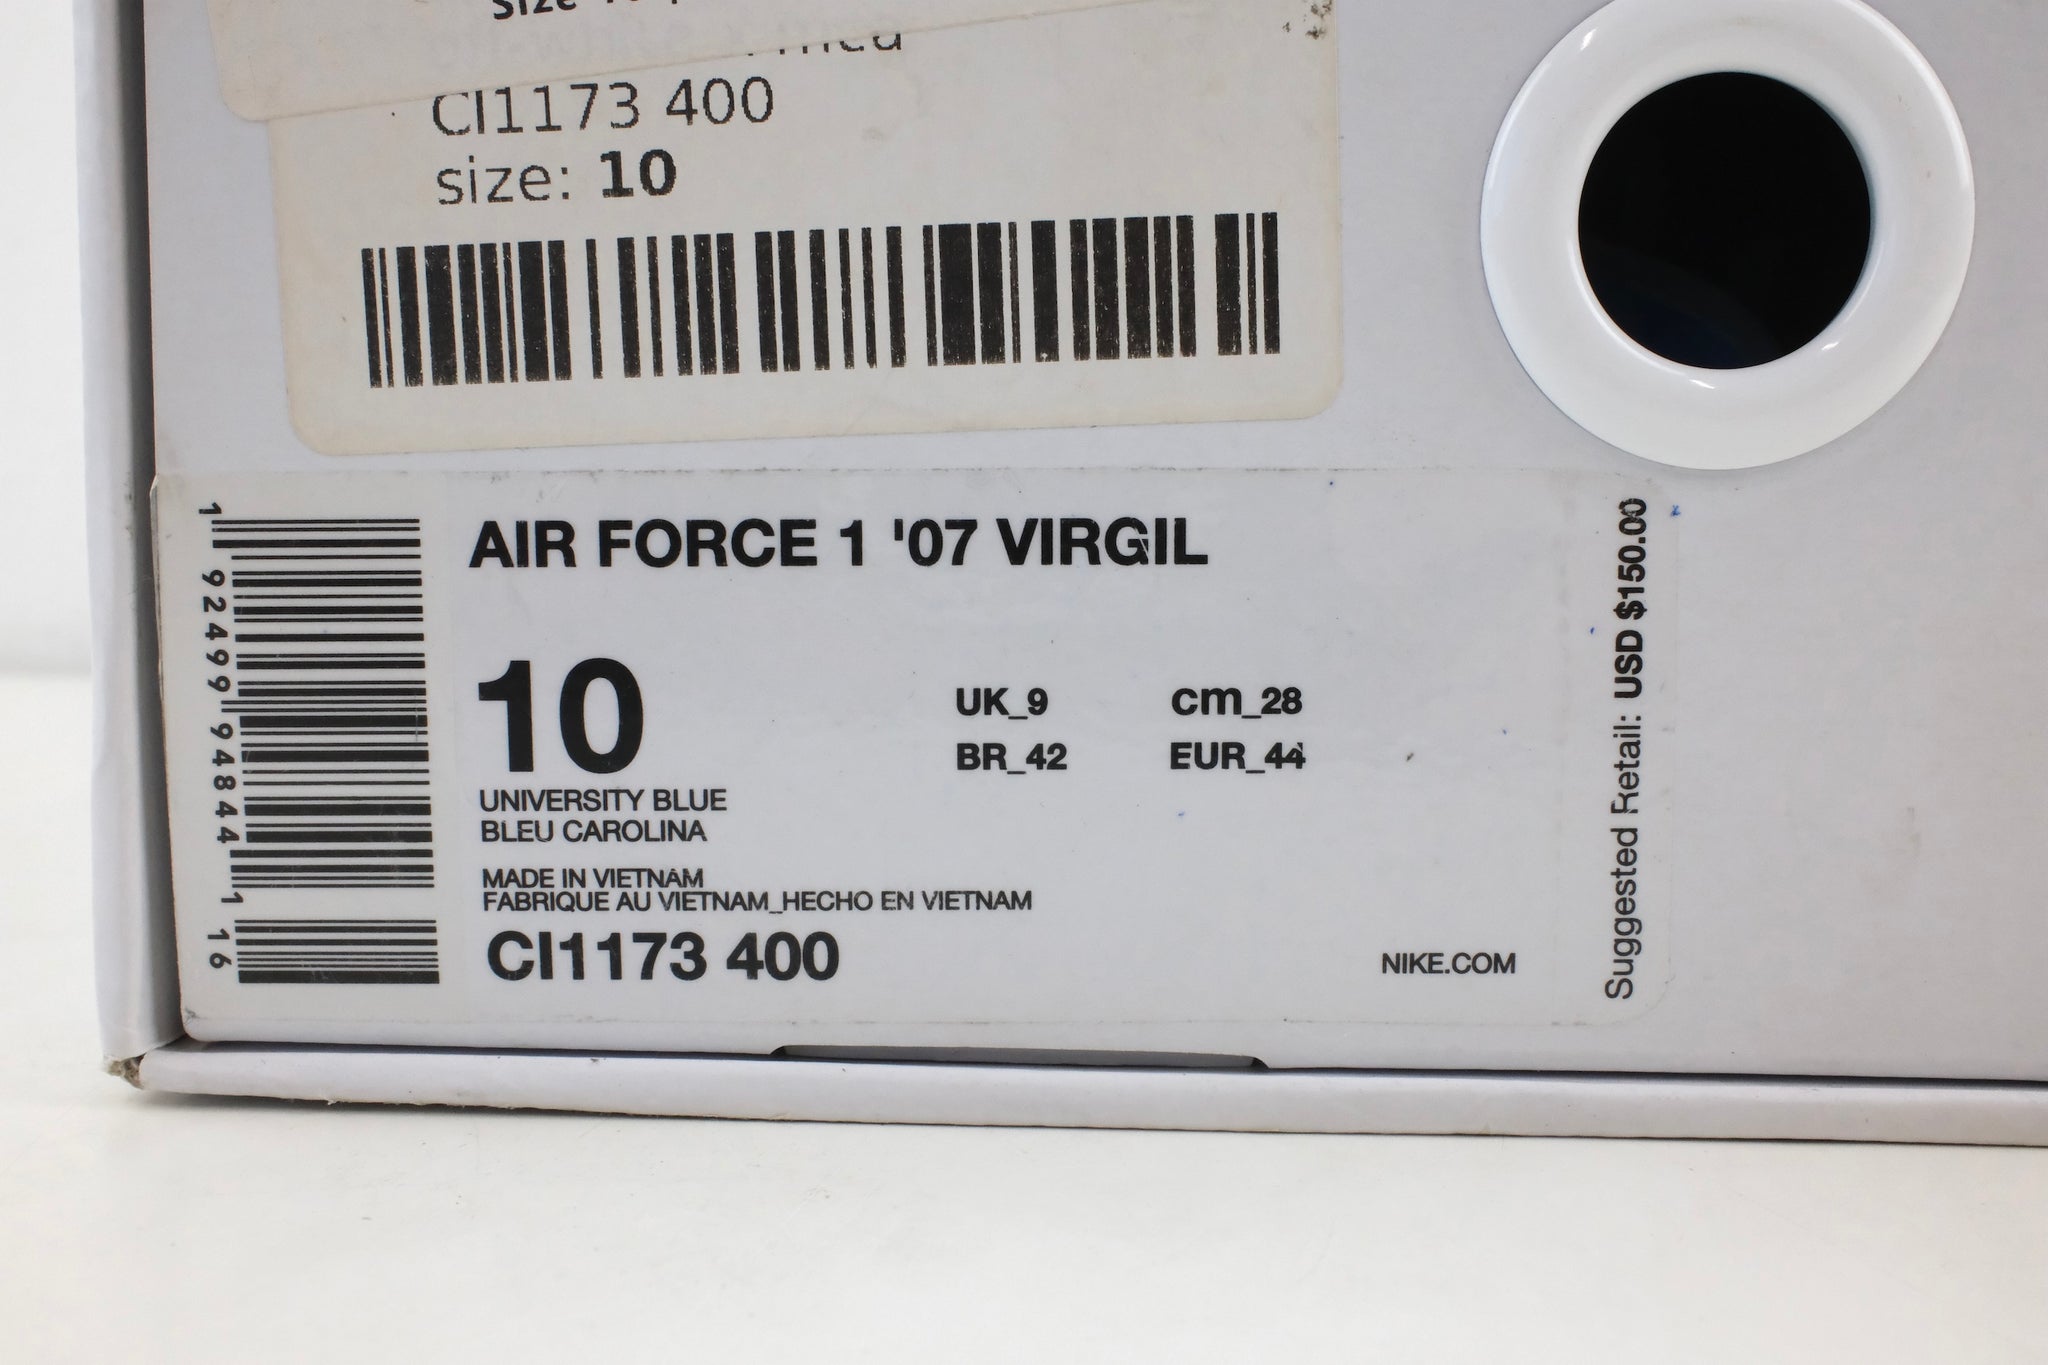 Size
CI1173 400
size: 10
AIR FORCE 1 '07 VIRGIL
10
UK_9 cm_28
BR_42 EUR_44
UNIVERSITY BLUE
BLEU CAROLINA
MADE IN VIETNAM
FABRIQUE AU VIETNAM_HECHO EN VIETNAM
CI1173 400
NIKE.COM
1 92499 94844 1 16
Suggested Retail: USD $150.00